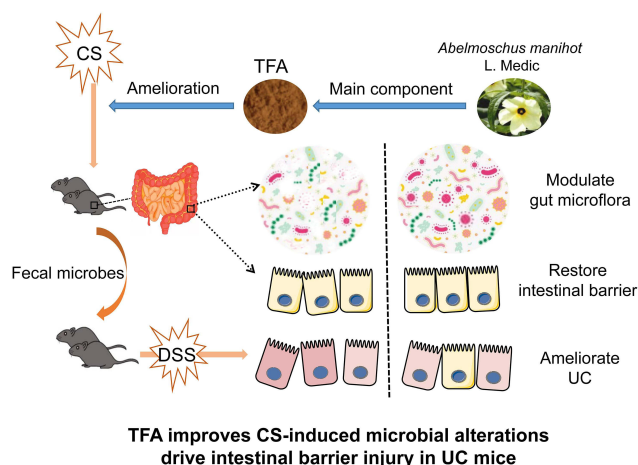 CS
Abelmoschus manihot
L. Medic
TFA
Amelioration
Main component
Modulate
gut microflora
Fecal microbes
Restore
intestinal barrier
DSS
Ameliorate
UC
TFA improves CS-induced microbial alterations
drive intestinal barrier injury in UC mice